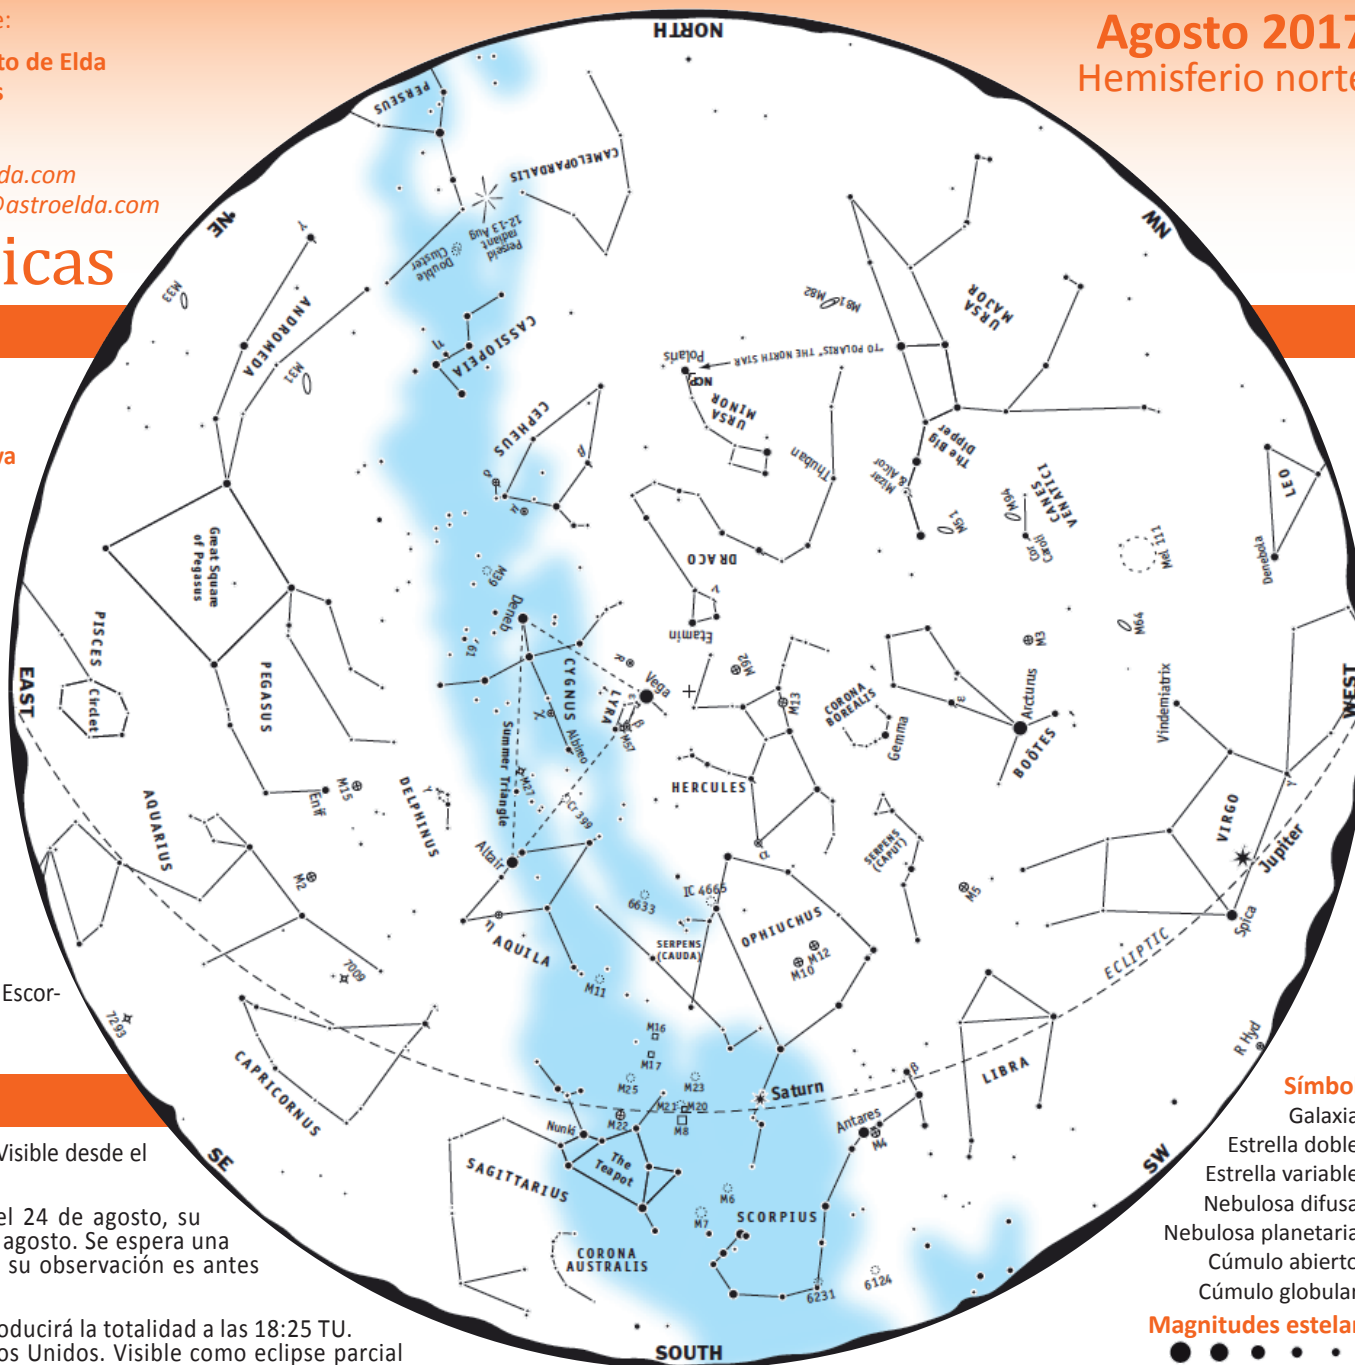 e:
to de Elda
s
da.com
@astroelda.com
icas
Agosto 2017
Hemisferio norte
NORTH
PERSEUS
CAMELOPARDALIS
Perseid
radiant
12-13 Aug
Double
Cluster
NE
NW
M33
ANDROMEDA
γ
M31
CASSIOPEIA
η
M82
M81
URSA
MAJOR
"TO POLARIS" THE NORTH STAR
Polaris
NCP
URSA
MINOR
CEPHEUS
β
δ
μ
Thuban
The Big
Dipper
Mizar
& Alcor
M51
M94
CANES
VENATICI
Cor
Caroli
Mel 111
LEO
Denebola
va
Great Square
of Pegasus
M39
DRACO
ν
Etamin
Deneb
61
M92
M3
M64
PISCES
Circlet
EAST
PEGASUS
CYGNUS
χ
Albireo
R
Vega
LYRA
ε
β
M57
M13
CORONA
BOREALIS
Gemma
ε
Arcturus
BOÖTES
Vindemiatrix
WEST
Summer Triangle
M27
Cr 399
HERCULES
α
VIRGO
γ
Jupiter
Spica
AQUARIUS
Enif
M15
DELPHINUS
γ
Altair
SERPENS
(CAPUT)
M5
M2
6633
IC 4665
η
AQUILA
SERPENS
(CAUDA)
OPHIUCHUS
M12
M10
ECLIPTIC
7009
M11
Escor-
7293
CAPRICORNUS
M16
M17
M25
M23
M21
M20
M22
M8
Saturn
LIBRA
β
R Hyd
Antares
M4
Nunki
The
Teapot
SAGITTARIUS
M6
M7
SCORPIUS
SE
SW
CORONA
AUSTRALIS
6231
6124
SOUTH
Visible desde el
el 24 de agosto, su
agosto. Se espera una
su observación es antes
oducirá la totalidad a las 18:25 TU.
os Unidos. Visible como eclipse parcial
Símbo
Galaxia
Estrella doble
Estrella variable
Nebulosa difusa
Nebulosa planetaria
Cúmulo abierto
Cúmulo globular
Magnitudes estelar